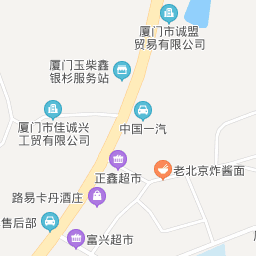 厦门市诚盟
贸易有限公司
厦门玉柴鑫
银杉服务站
厦门市佳诚兴
工贸有限公司
中国一汽
正鑫超市
老北京炸酱面
路易卡丹酒庄
售后部
富兴超市